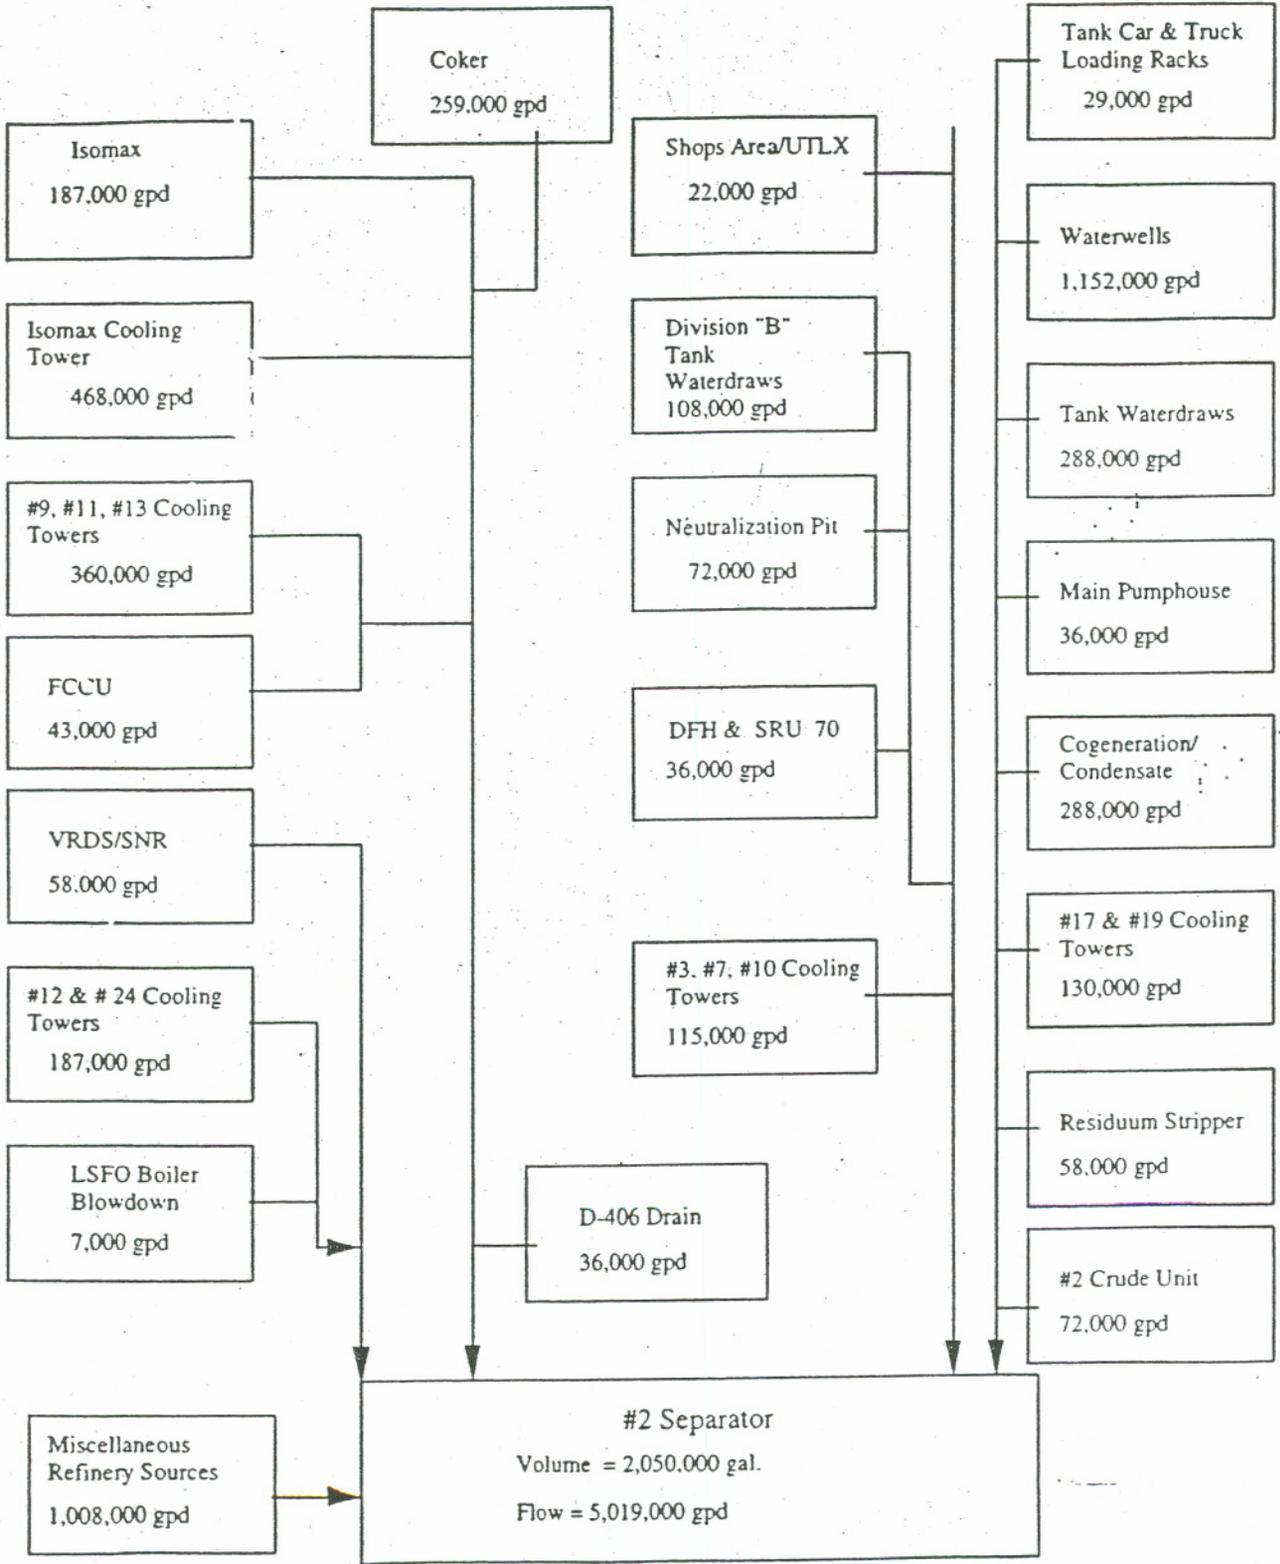 Coker
259.000 gpd
Isomax
187.000 gpd
Isomax Cooling
Tower
468,000 gpd
#9, #11, #13 Cooling
Towers
360,000 gpd
FCCU
43,000 gpd
VRDS/SNR
58.000 gpd
#12 & # 24 Cooling
Towers
187,000 gpd
LSFO Boiler
Blowdown
7,000 gpd
D-406 Drain
36,000 gpd
Shops Area/UTLX
22,000 gpd
Division "B"
Tank
Waterdraws
108,000 gpd
Neutralization Pit
72,000 gpd
DFH & SRU 70
36,000 gpd
#3. #7, #10 Cooling
Towers
115,000 gpd
Tank Car & Truck
Loading Racks
29,000 gpd
Waterwells
1,152,000 gpd
Tank Waterdraws
288,000 gpd
Main Pumphouse
36,000 gpd
Cogeneration/
Condensate
288,000 gpd
#17 & #19 Cooling
Towers
130,000 gpd
Residuum Stripper
58.000 gpd
#2 Crude Unit
72,000 gpd
Miscellaneous
Refinery Sources
1,008,000 gpd
#2 Separator
Volume = 2,050.000 gal.
Flow = 5,019,000 gpd